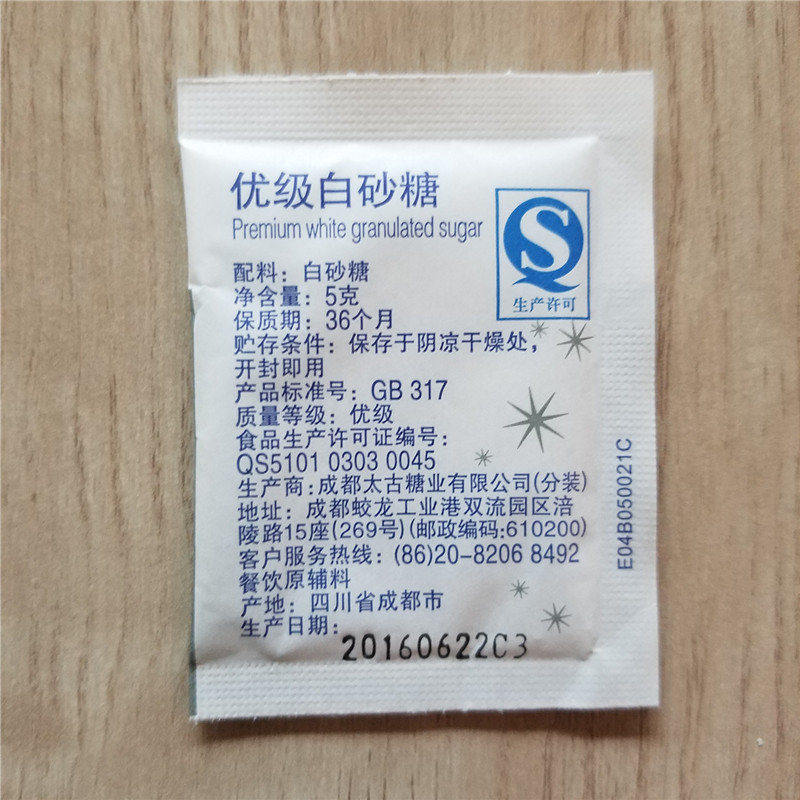 优级白砂糖
Premium white granulated sugar
S
生产许可
配料：白砂糖
净含量：5克
保质期：36个月
贮存条件：保存于阴凉干燥处，
开封即用
产品标准号：GB 317
质量等级：优级
食品生产许可证编号：
QS5101 0303 0045
生产商：成都太古糖业有限公司(分装)
地址：成都蛟龙工业港双流园区涪
陵路15座(269号)(邮政编码:610200)
客户服务热线：(86)20-8206 8492
餐饮原辅料
产地：四川省成都市
生产日期：
20160622C3
E04B050021C